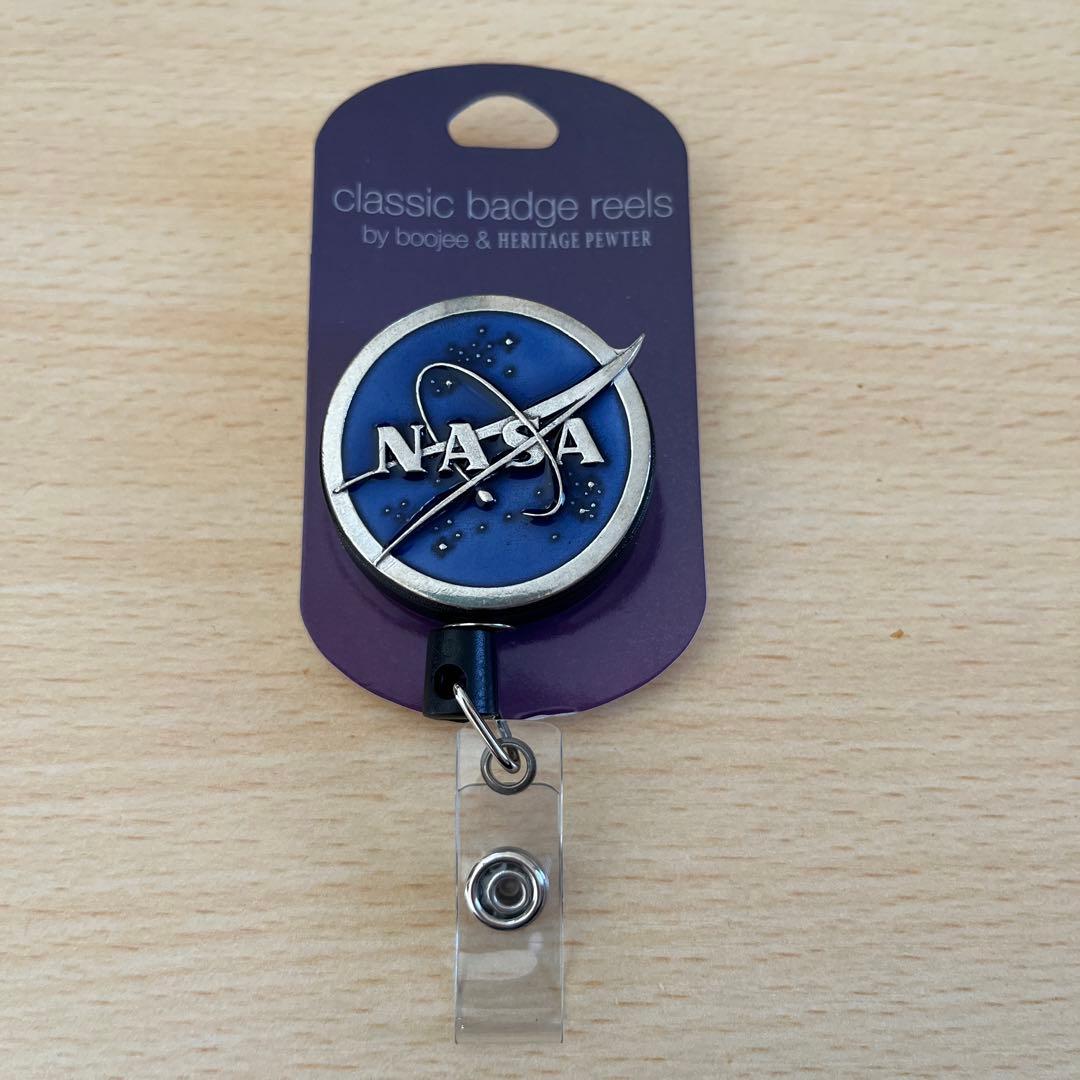 classic badge reels
by boojee & HERITAGE PEWTER
NASA